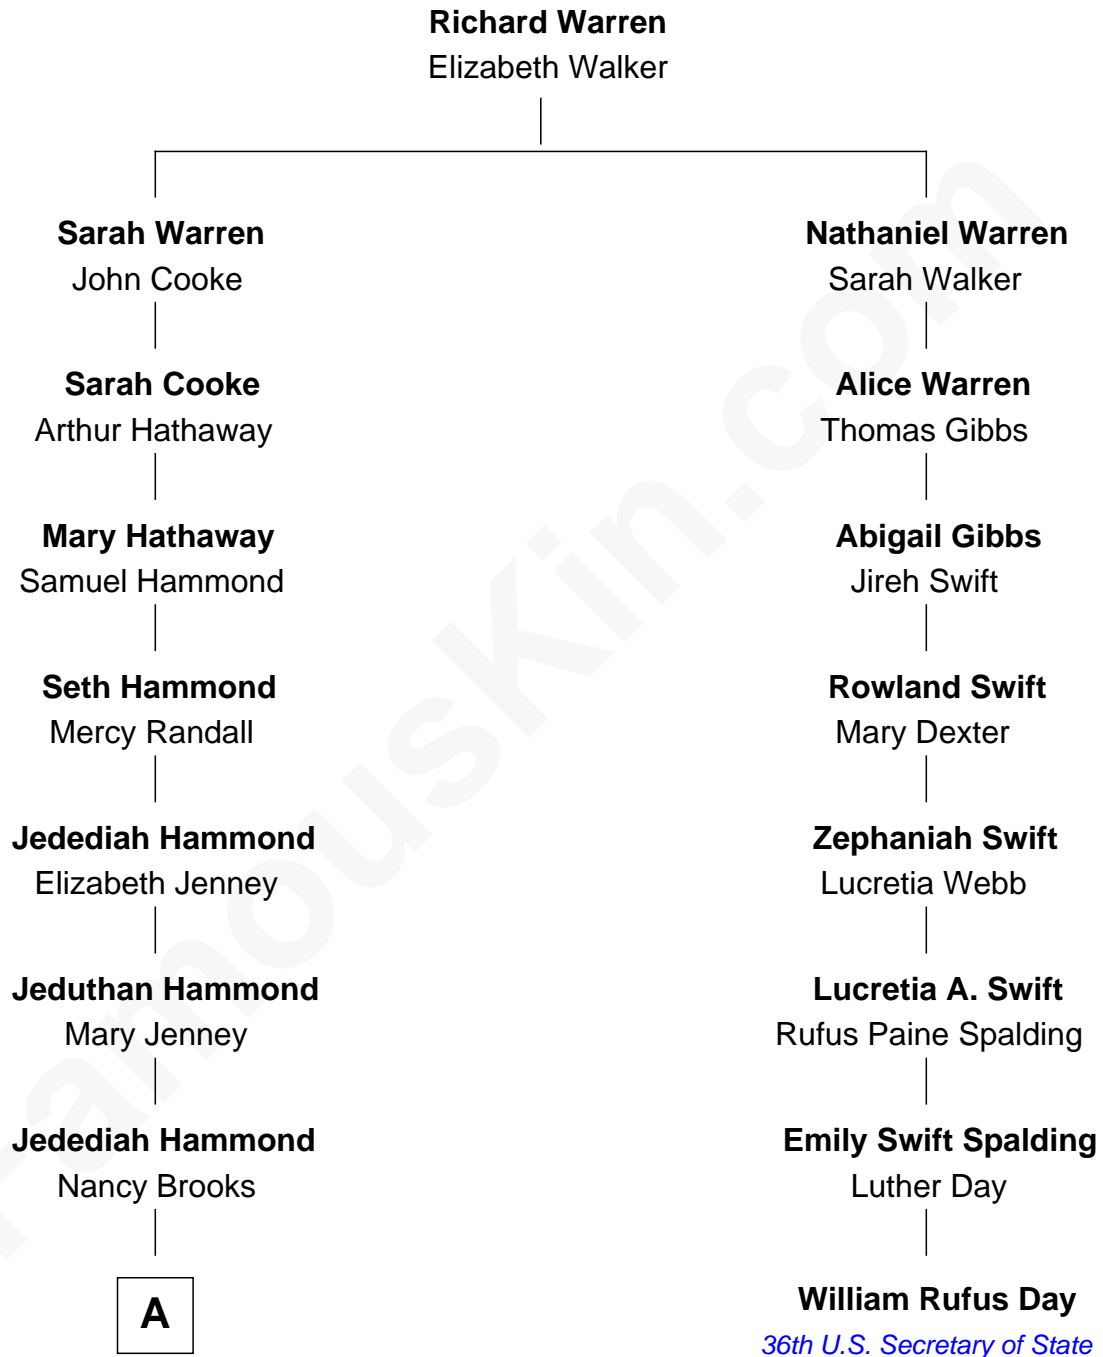 Richard Warren
Elizabeth Walker
Sarah Warren
John Cooke
Nathaniel Warren
Sarah Walker
Sarah Cooke
Arthur Hathaway
Alice Warren
Thomas Gibbs
Mary Hathaway
Samuel Hammond
Abigail Gibbs
Jireh Swift
Seth Hammond
Mercy Randall
Rowland Swift
Mary Dexter
Jedediah Hammond
Elizabeth Jenney
Zephaniah Swift
Lucretia Webb
Jeduthan Hammond
Mary Jenney
Lucretia A. Swift
Rufus Paine Spalding
Jedediah Hammond
Nancy Brooks
Emily Swift Spalding
Luther Day
A
William Rufus Day
36th U.S. Secretary of State
FamousKin.com